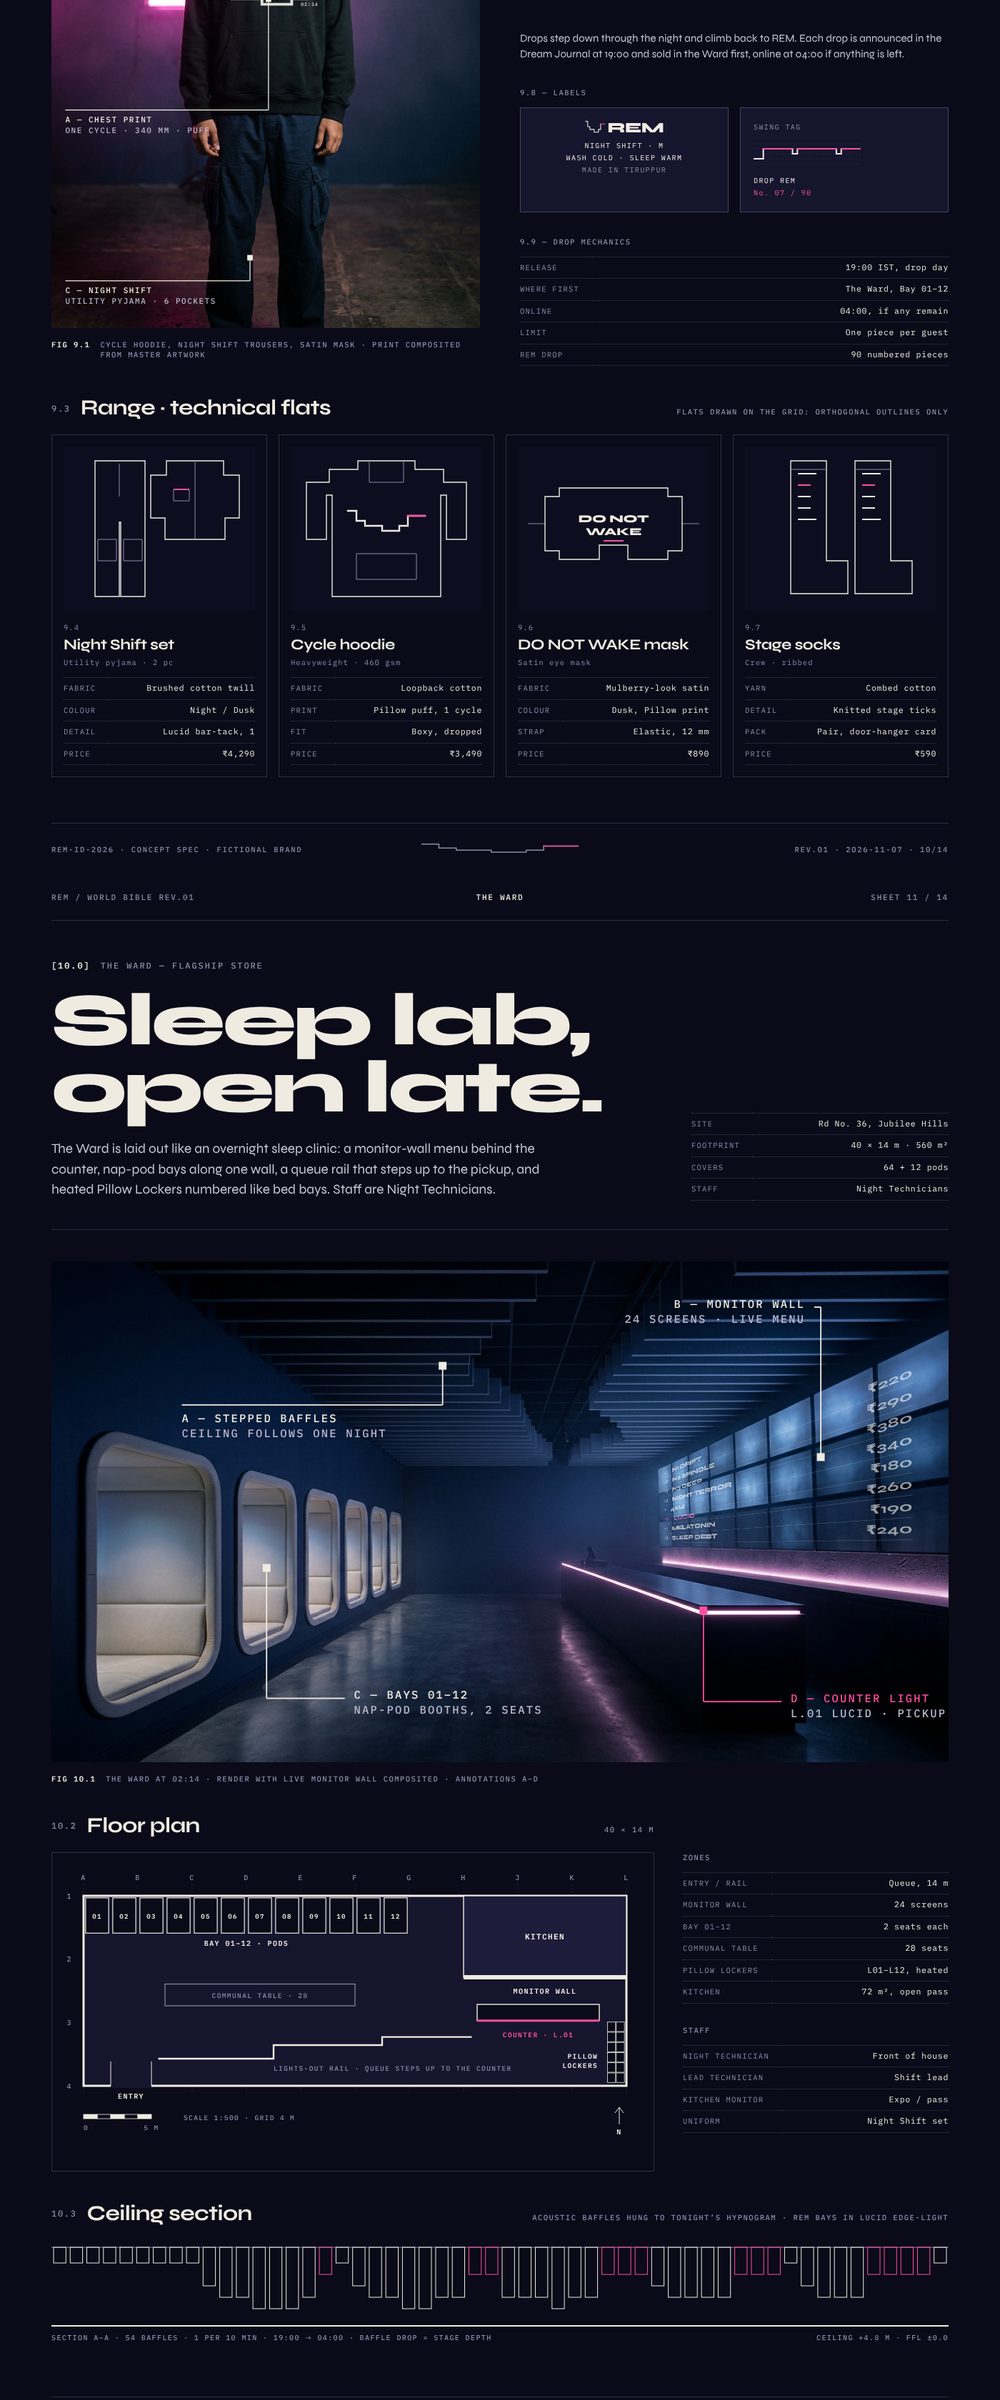 02:14
A — CHEST PRINT
ONE CYCLE · 340 MM · PUFF
C — NIGHT SHIFT
UTILITY PYJAMA · 6 POCKETS
FIG 9.1 CYCLE HOODIE, NIGHT SHIFT TROUSERS, SATIN MASK · PRINT COMPOSITED
FROM MASTER ARTWORK
Drops step down through the night and climb back to REM. Each drop is announced in the
Dream Journal at 19:00 and sold in the Ward first, online at 04:00 if anything is left.
9.8 — LABELS
REM
NIGHT SHIFT · M
WASH COLD · SLEEP WARM
MADE IN TIRUPPUR
SWING TAG
DROP REM
No. 07 / 90
9.9 — DROP MECHANICS
RELEASE 19:00 IST, drop day
WHERE FIRST The Ward, Bay 01–12
ONLINE 04:00, if any remain
LIMIT One piece per guest
REM DROP 90 numbered pieces
9.3 Range · technical flats
FLATS DRAWN ON THE GRID: ORTHOGONAL OUTLINES ONLY
9.4
Night Shift set
Utility pyjama · 2 pc
FABRIC Brushed cotton twill
COLOUR Night / Dusk
DETAIL Lucid bar-tack, 1
PRICE ₹4,290
9.5
Cycle hoodie
Heavyweight · 460 gsm
FABRIC Loopback cotton
PRINT Pillow puff, 1 cycle
FIT Boxy, dropped
PRICE ₹3,490
DO NOT
WAKE
9.6
DO NOT WAKE mask
Satin eye mask
FABRIC Mulberry-look satin
COLOUR Dusk, Pillow print
STRAP Elastic, 12 mm
PRICE ₹890
9.7
Stage socks
Crew · ribbed
YARN Combed cotton
DETAIL Knitted stage ticks
PACK Pair, door-hanger card
PRICE ₹590
REM-ID-2026 · CONCEPT SPEC · FICTIONAL BRAND
REV.01 · 2026-11-07 · 10/14
REM / WORLD BIBLE REV.01
THE WARD
SHEET 11 / 14
[10.0] THE WARD — FLAGSHIP STORE
Sleep lab,
open late.
The Ward is laid out like an overnight sleep clinic: a monitor-wall menu behind the
counter, nap-pod bays along one wall, a queue rail that steps up to the pickup, and
heated Pillow Lockers numbered like bed bays. Staff are Night Technicians.
SITE Rd No. 36, Jubilee Hills
FOOTPRINT 40 × 14 m · 560 m²
COVERS 64 + 12 pods
STAFF Night Technicians
B — MONITOR WALL
24 SCREENS · LIVE MENU
A — STEPPED BAFFLES
CEILING FOLLOWS ONE NIGHT
₹220
₹290
₹380
₹340
₹180
₹260
₹190
₹240
NIGHT TERROR
4AM
LUCID
MELATONIN
SLEEP DEBT
C — BAYS 01–12
NAP-POD BOOTHS, 2 SEATS
D — COUNTER LIGHT
L.01 LUCID · PICKUP
FIG 10.1 THE WARD AT 02:14 · RENDER WITH LIVE MONITOR WALL COMPOSITED · ANNOTATIONS A–D
10.2 Floor plan
40 × 14 M
A B C D E F G H J K L
1
01 02 03 04 05 06 07 08 09 10 11 12
BAY 01–12 · PODS
KITCHEN
2
MONITOR WALL
COMMUNAL TABLE · 28
3
COUNTER · L.01
PILLOW
LOCKERS
LIGHTS-OUT RAIL · QUEUE STEPS UP TO THE COUNTER
4
ENTRY
0 5 M
SCALE 1:500 · GRID 4 M
N
ZONES
ENTRY / RAIL Queue, 14 m
MONITOR WALL 24 screens
BAY 01–12 2 seats each
COMMUNAL TABLE 28 seats
PILLOW LOCKERS L01–L12, heated
KITCHEN 72 m², open pass
STAFF
NIGHT TECHNICIAN Front of house
LEAD TECHNICIAN Shift lead
KITCHEN MONITOR Expo / pass
UNIFORM Night Shift set
10.3 Ceiling section
ACOUSTIC BAFFLES HUNG TO TONIGHT'S HYPNOGRAM · REM BAYS IN LUCID EDGE-LIGHT
SECTION A–A · 54 BAFFLES · 1 PER 10 MIN · 19:00 → 04:00 · BAFFLE DROP = STAGE DEPTH
CEILING +4.8 M · FFL ±0.0